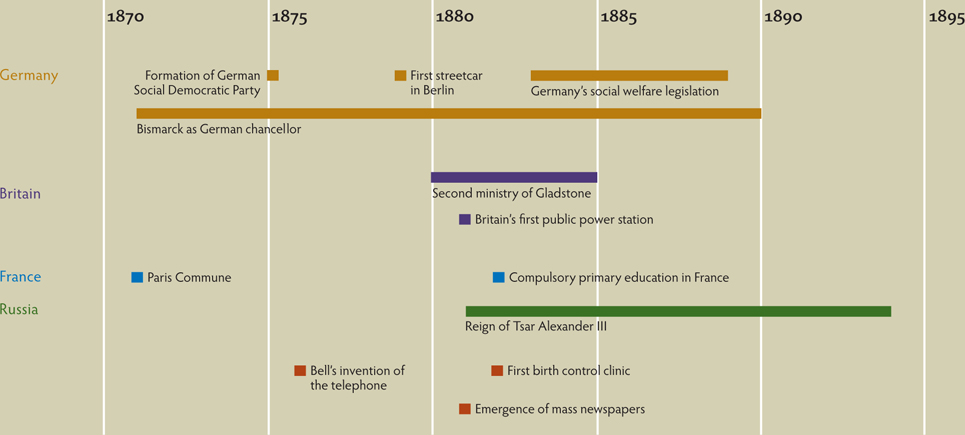 1870 1875 1880 1885 1890 1895
Germany
Formation of German
Social Democratic Party
First streetcar
in Berlin
Germany's social welfare legislation
Bismarck as German chancellor
Britain
Second ministry of Gladstone
Britain's first public power station
France
Paris Commune
Compulsory primary education in France
Russia
Reign of Tsar Alexander III
Bell's invention of
the telephone
First birth control clinic
Emergence of mass newspapers